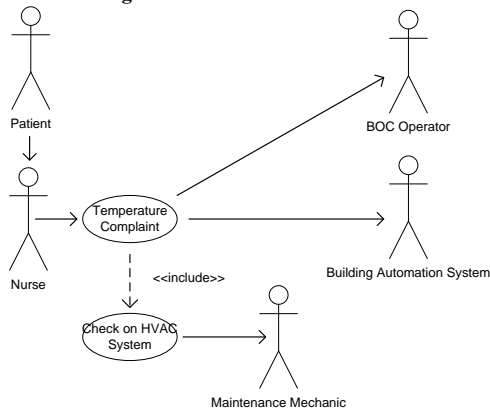 Patient
BOC Operator
Nurse
Temperature
Complaint
Building Automation System
<<include>>
Check on HVAC
System
Maintenance Mechanic